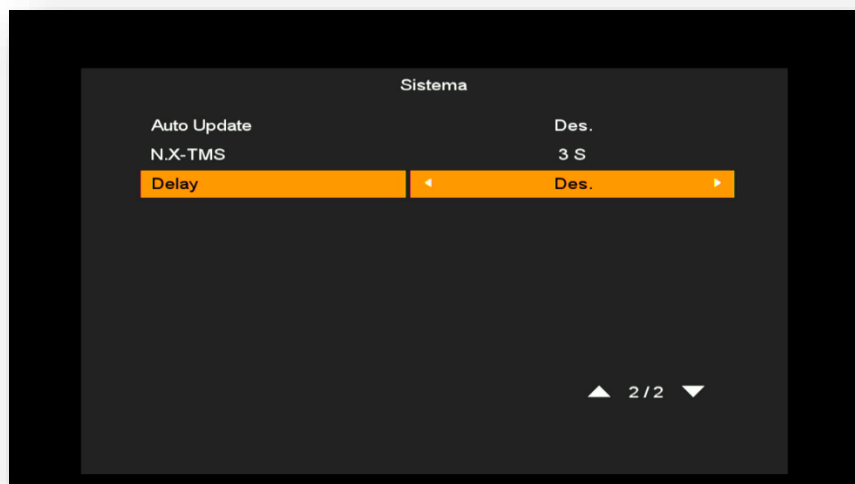 Sistema
Auto Update Des.
N.X-TMS 3 S
Delay Des.
2/2